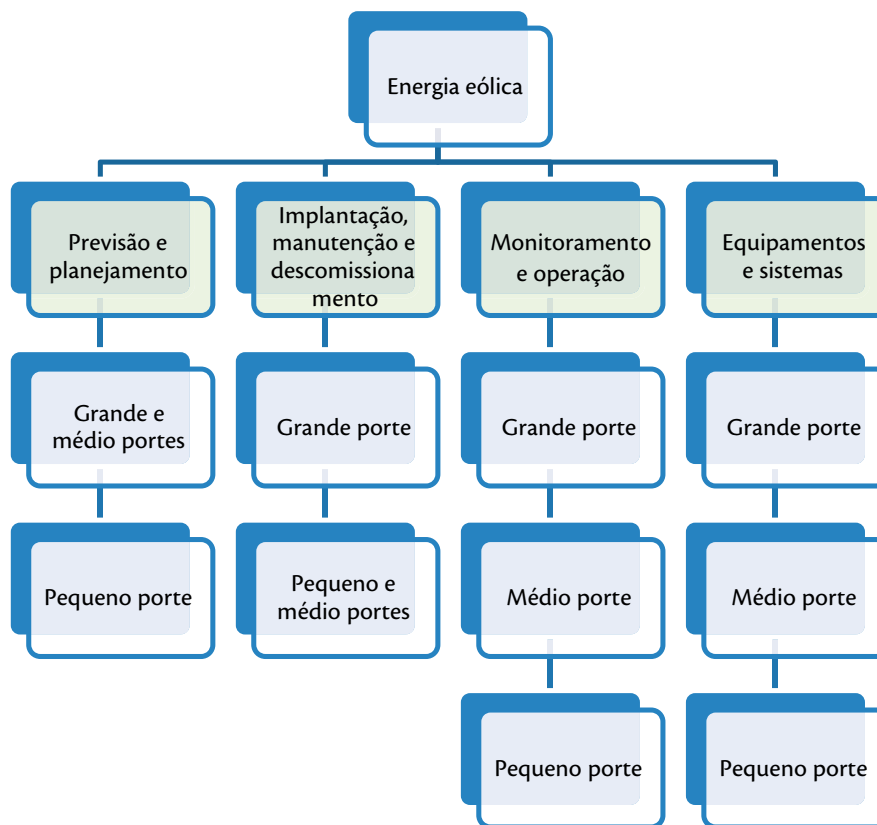 Energia eólica
Previsão e
planejamento
Implantação,
manutenção e
descomissiona
mento
Monitoramento
e operação
Equipamentos
e sistemas
Grande e
médio portes
Grande porte
Grande porte
Grande porte
Pequeno porte
Pequeno e
médio portes
Médio porte
Médio porte
Pequeno porte
Pequeno porte